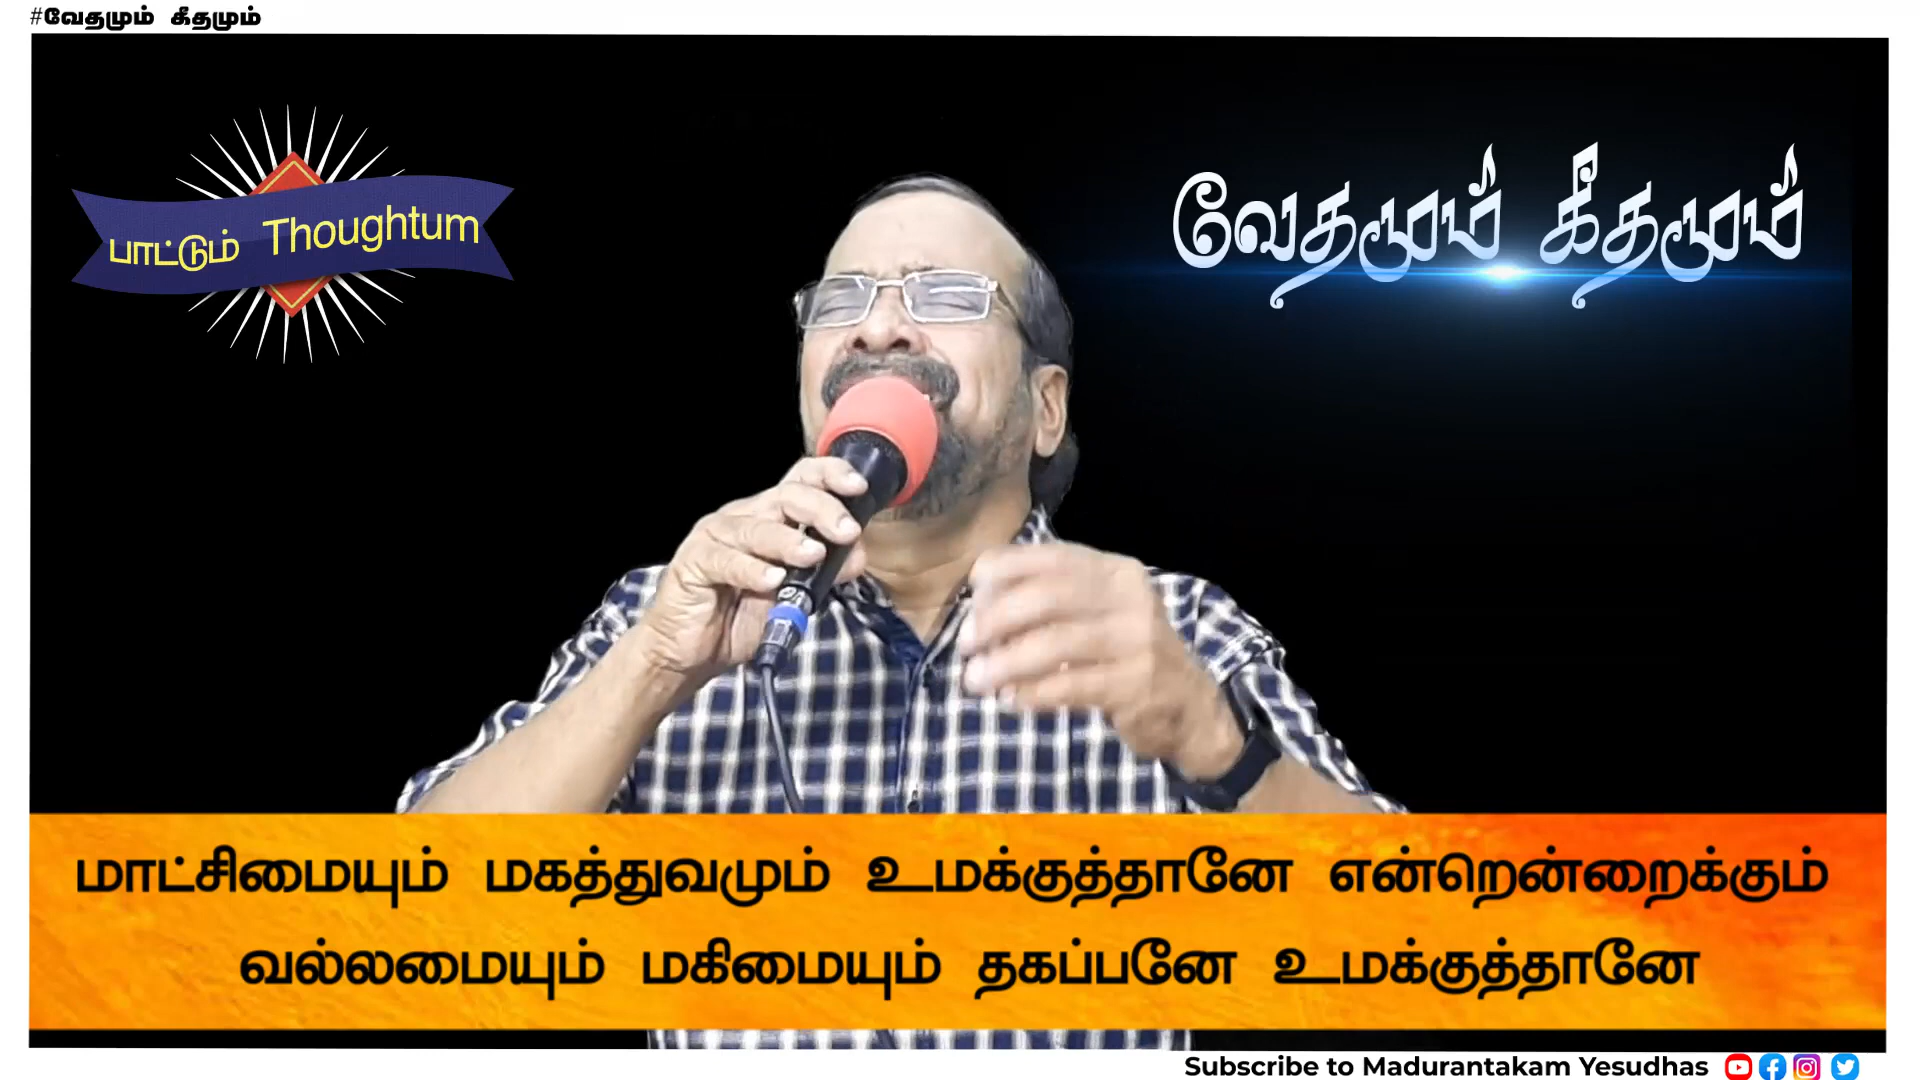 #வேதமும் கீதமும்
பாட்டும் Thoughtum
வேதமும் கீதமும்
மாட்சிமையும் மகத்துவமும் உமக்குத்தானே என்றென்றைக்கும்
வல்லமையும் மகிமையும் தகப்பனே உமக்குத்தானே
Subscribe to Madurantakam Yesudhas